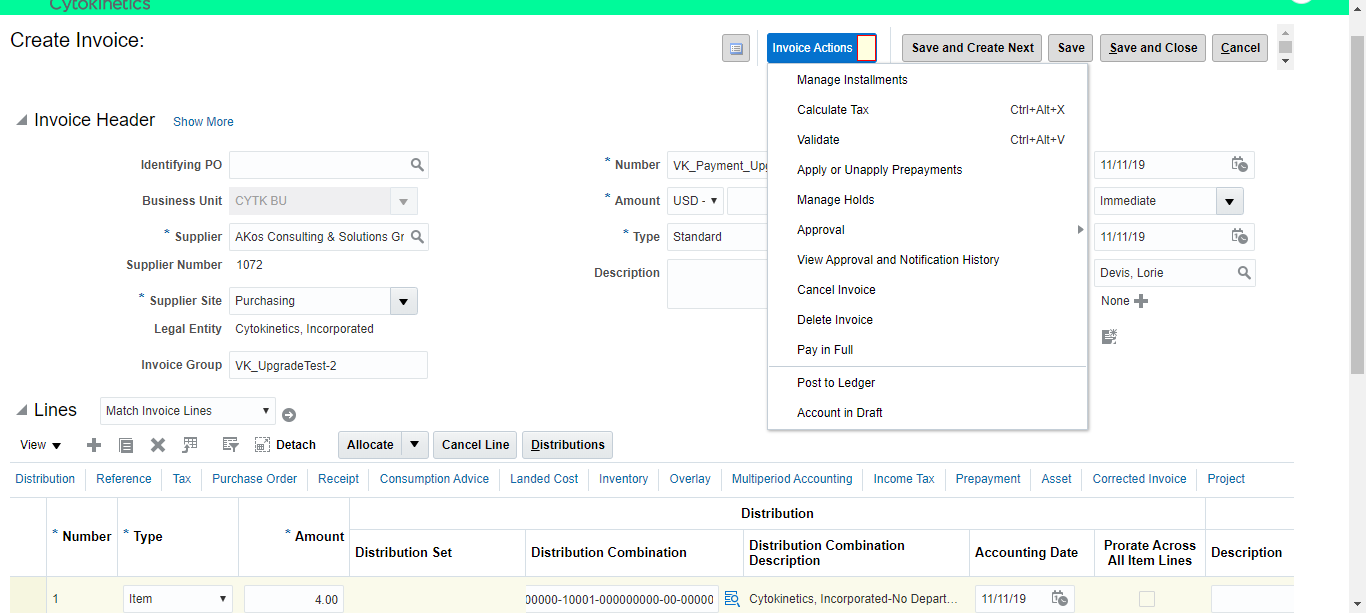 Cytokinetics
Create Invoice:
Invoice Actions
Save and Create Next
Save
Save and Close
Cancel
Manage Installments
Calculate Tax Ctrl+Alt+X
Validate Ctrl+Alt+V
Apply or Unapply Prepayments
Manage Holds
Approval
View Approval and Notification History
Cancel Invoice
Delete Invoice
Pay in Full
Post to Ledger
Account in Draft
Invoice Header Show More
Identifying PO
Business Unit CYTK BU
* Supplier AKos Consulting & Solutions Gr
Supplier Number 1072
* Supplier Site Purchasing
Legal Entity Cytokinetics, Incorporated
Invoice Group VK_UpgradeTest-2
* Number VK_Payment_Upg
* Amount USD -
* Type Standard
Description
11/11/19
Immediate
11/11/19
Devis, Lorie
None
Lines Match Invoice Lines
View Detach Allocate Cancel Line Distributions
Distribution Reference Tax Purchase Order Receipt Consumption Advice Landed Cost Inventory Overlay Multiperiod Accounting Income Tax Prepayment Asset Corrected Invoice Project
Distribution
* Number * Type * Amount Distribution Set Distribution Combination Distribution Combination Description Accounting Date Prorate Across All Item Lines Description
1 Item 4.00 00000-10001-000000000-00-00000 Cytokinetics, Incorporated-No Depart... 11/11/19